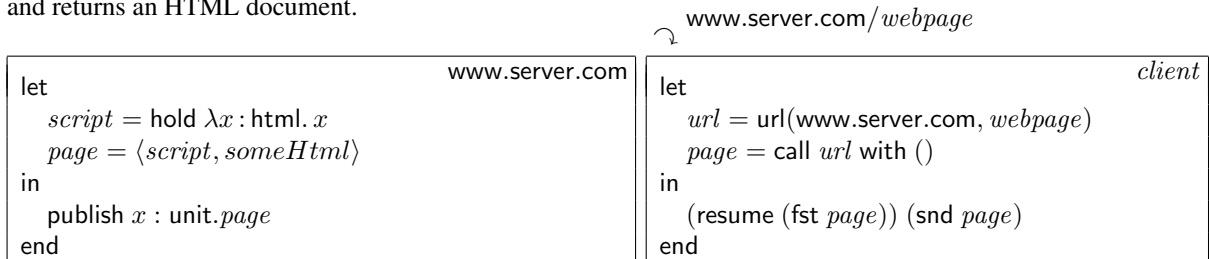 and returns an HTML document.
www.server.com/webpage
www.server.com
let
script = hold λx : html. x
page = ⟨script, someHtml⟩
in
publish x : unit.page
end
client
let
url = url(www.server.com, webpage)
page = call url with ()
in
(resume (fst page)) (snd page)
end